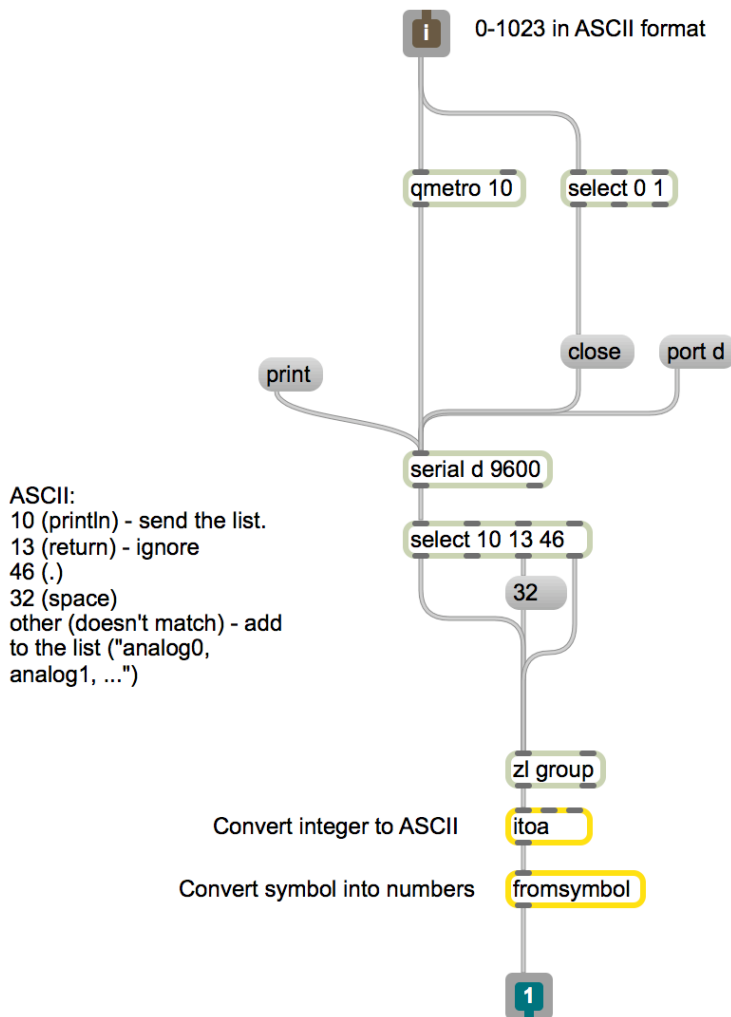 i
0-1023 in ASCII format
qmetro 10
select 0 1
close
port d
print
serial d 9600
ASCII:
10 (println) - send the list.
13 (return) - ignore
46 (.)
32 (space)
other (doesn't match) - add
to the list ("analog0,
analog1, ...")
select 10 13 46
32
zl group
Convert integer to ASCII
itoa
Convert symbol into numbers
fromsymbol
1